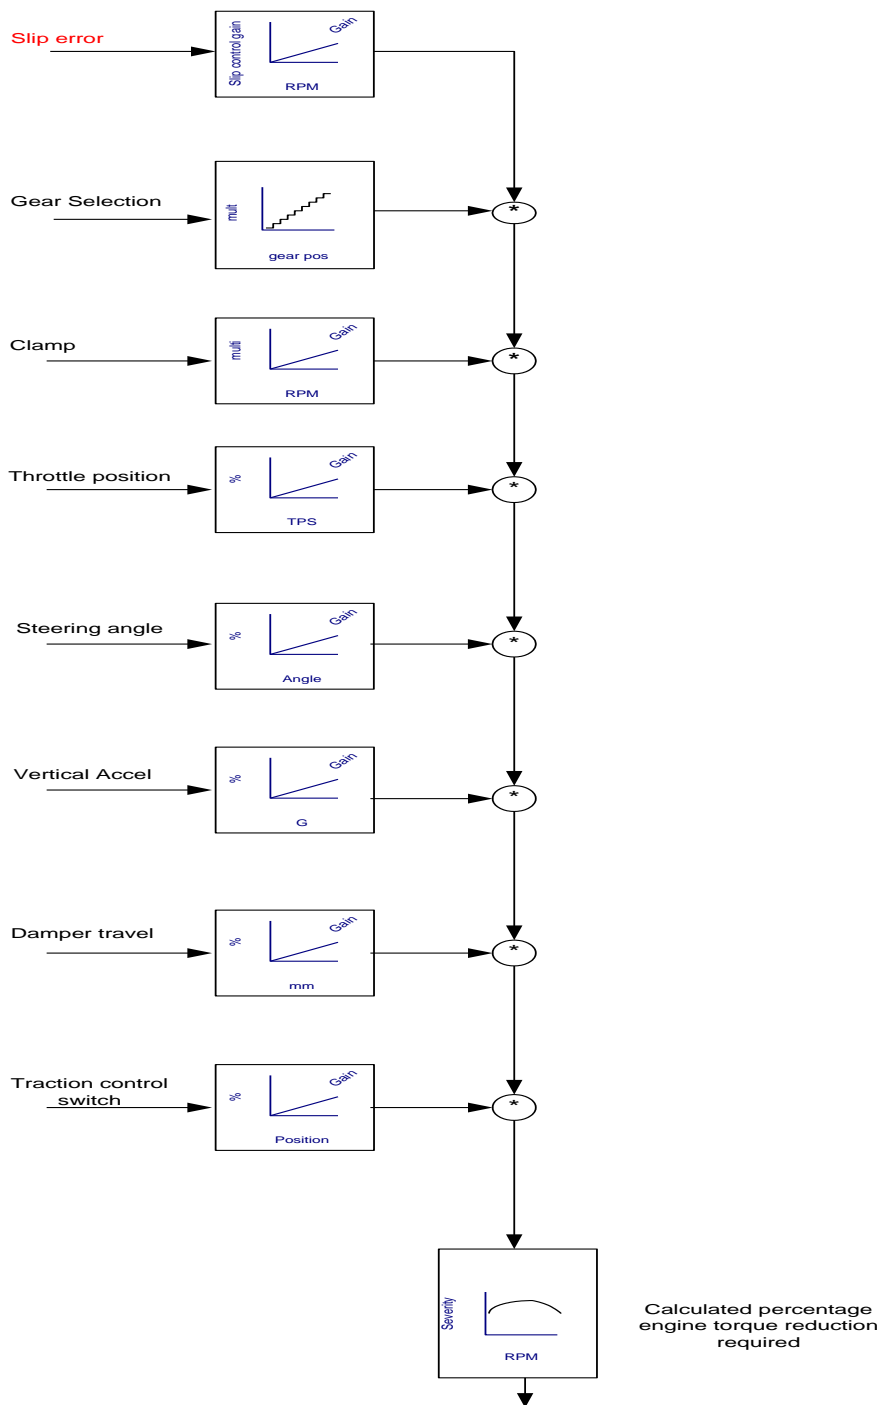 Slip error
Slip control gain
Gain
RPM
Gear Selection
mult
gear pos
*
Clamp
multi
Gain
RPM
*
Throttle position
%
Gain
TPS
*
Steering angle
%
Gain
Angle
*
Vertical Accel
%
Gain
G
*
Damper travel
%
Gain
mm
*
Traction control
switch
%
Gain
Position
*
Severity
RPM
Calculated percentage
engine torque reduction
required